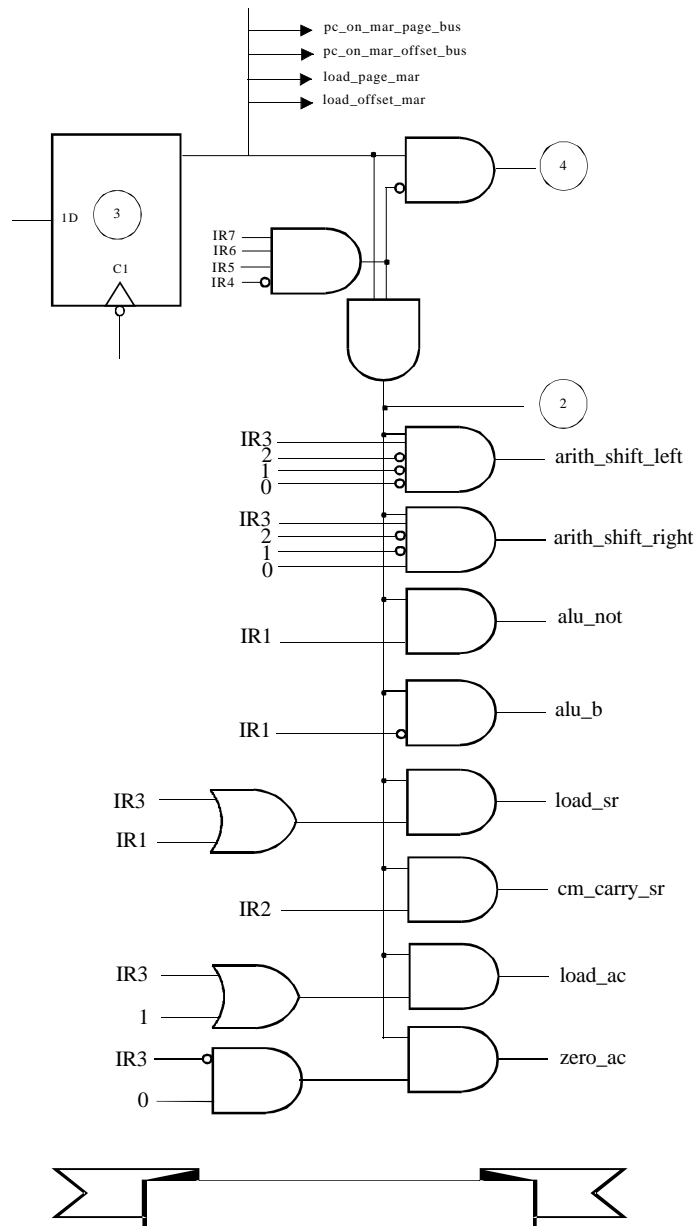 pc_on_mar_page_bus
pc_on_mar_offset_bus
load_page_mar
load_offset_mar
1D
3
C1
4
IR7
IR6
IR5
IR4
2
IR3
2
1
0
arith_shift_left
IR3
2
1
0
arith_shift_right
IR1
alu_not
IR1
alu_b
IR3
IR1
load_sr
IR2
cm_carry_sr
IR3
1
load_ac
IR3
0
zero_ac